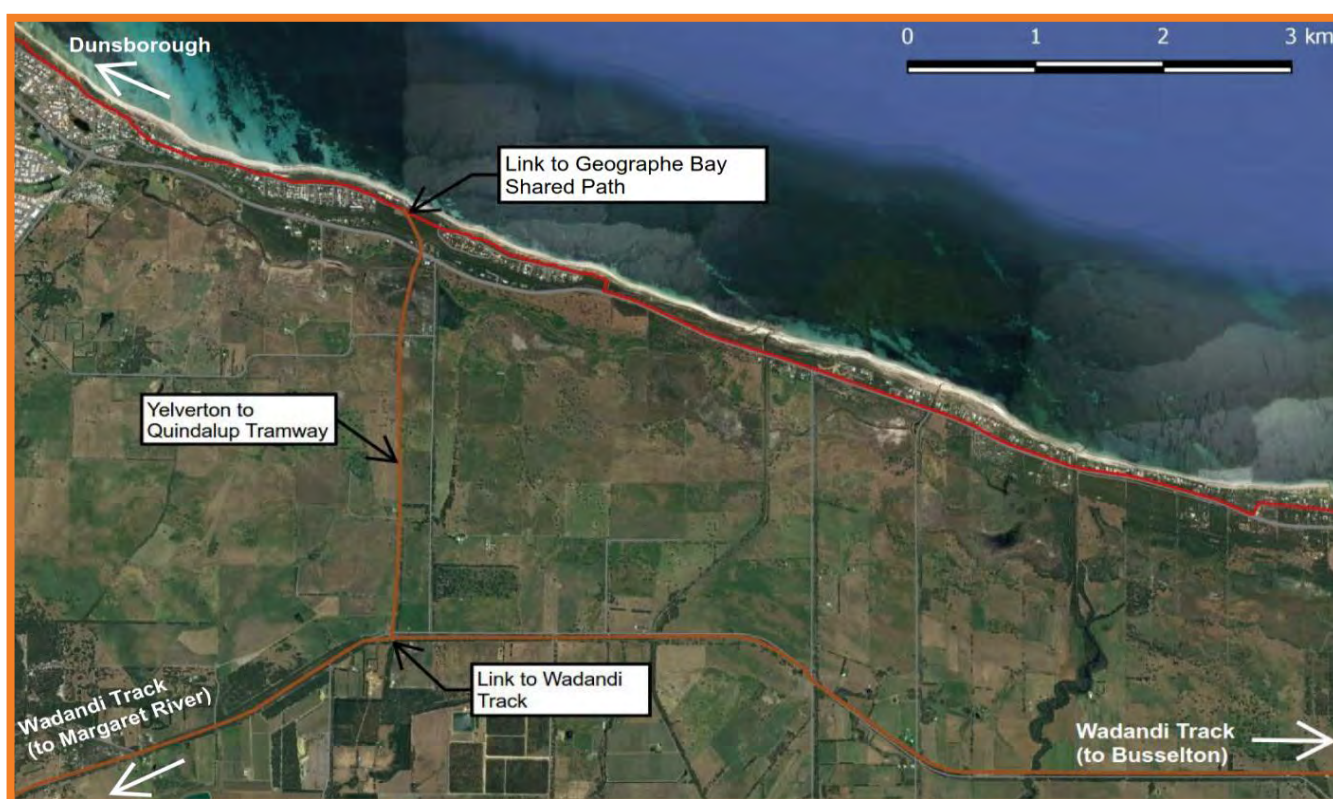 Dunsborough
0 1 2 3 km
Link to Geographe Bay
Shared Path
Yelverton to
Quindalup Tramway
Link to Wadandi
Track
Wadandi Track
(to Margaret River)
Wadandi Track
(to Busselton)